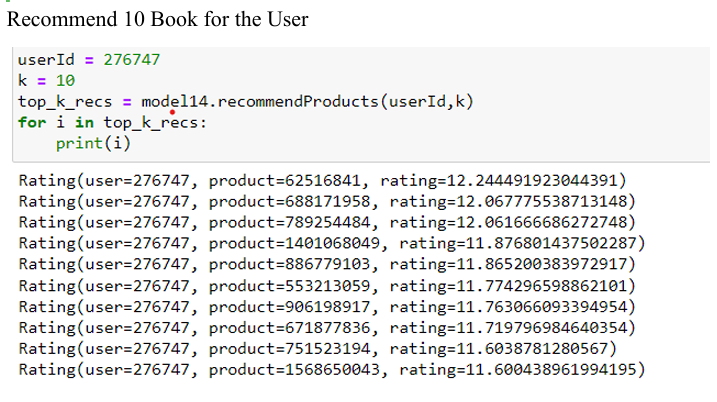 Recommend 10 Book for the User
userId = 276747
k = 10
top_k_recs = model14.recommendProducts(userId,k)
for i in top_k_recs:
    print(i)
Rating(user=276747, product=62516841, rating=12.244491923044391)
Rating(user=276747, product=688171958, rating=12.067775538713148)
Rating(user=276747, product=789254484, rating=12.061666686272748)
Rating(user=276747, product=1401068049, rating=11.876801437502287)
Rating(user=276747, product=886779103, rating=11.865200383972917)
Rating(user=276747, product=553213059, rating=11.774296598862101)
Rating(user=276747, product=906198917, rating=11.763066093394954)
Rating(user=276747, product=671877836, rating=11.719796984640354)
Rating(user=276747, product=751523194, rating=11.6038781280567)
Rating(user=276747, product=1568650043, rating=11.600438961994195)